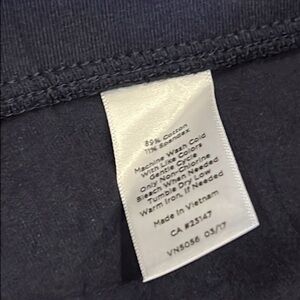 89% Cotton
11% Spandex
Machine Wash Cold
With Like Colors
Gentle Cycle
Only Non-Chlorine
Bleach When Needed
Tumble Dry Low
Warm Iron, If Needed
Made in Vietnam
CA #23147
VN5056 03/17